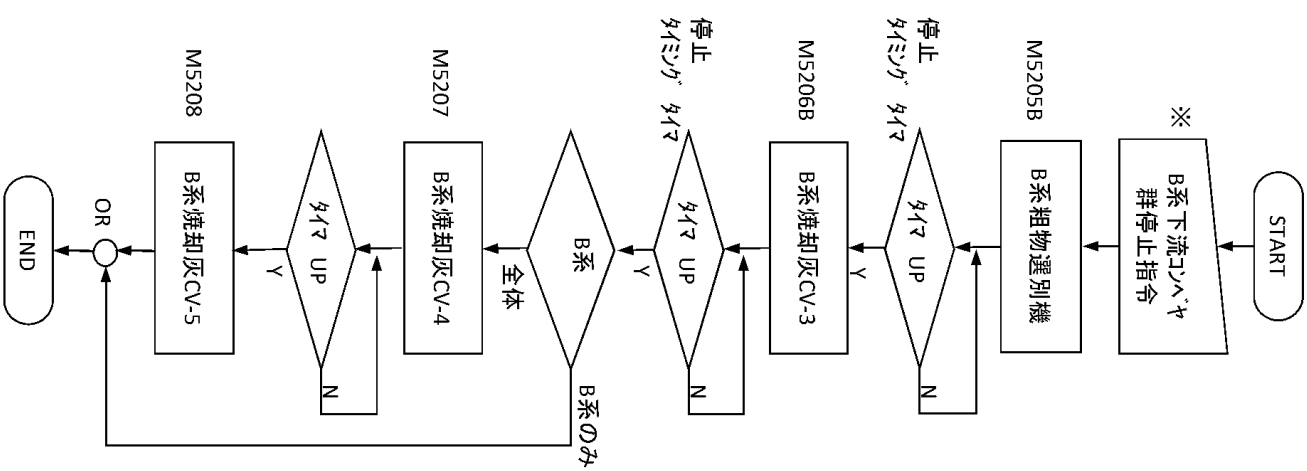 START
※
B系下流ｺﾝﾍﾞﾔ
群停止指令
M5205B
B系粗物選別機
停止
ﾀｲﾐﾝｸﾞ ﾀｲﾏ
ﾀｲﾏ UP
N
Y
M5206B
B系焼却灰CV-3
停止
ﾀｲﾐﾝｸﾞ ﾀｲﾏ
ﾀｲﾏ UP
N
Y
B系
B系のみ
全体
M5207
B系焼却灰CV-4
ﾀｲﾏ UP
N
Y
M5208
B系焼却灰CV-5
OR
END